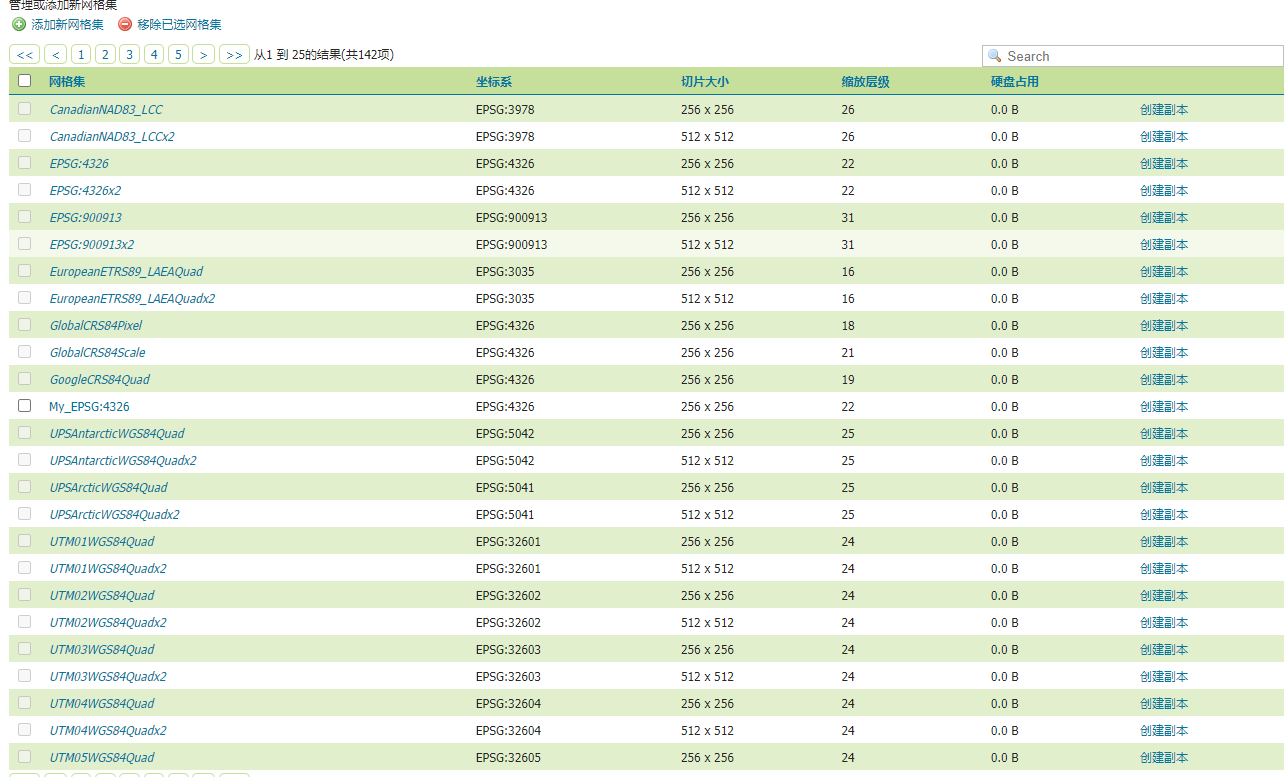 管理或添加新网格集
添加新网格集 移除已选网格集
<< < 1 2 3 4 5 > >> 从1 到 25的结果(共142项) Search
网格集 坐标系 切片大小 缩放层级 硬盘占用
CanadianNAD83_LCC EPSG:3978 256 x 256 26 0.0 B 创建副本
CanadianNAD83_LCCx2 EPSG:3978 512 x 512 26 0.0 B 创建副本
EPSG:4326 EPSG:4326 256 x 256 22 0.0 B 创建副本
EPSG:4326x2 EPSG:4326 512 x 512 22 0.0 B 创建副本
EPSG:900913 EPSG:900913 256 x 256 31 0.0 B 创建副本
EPSG:900913x2 EPSG:900913 512 x 512 31 0.0 B 创建副本
EuropeanETRS89_LAEAQuad EPSG:3035 256 x 256 16 0.0 B 创建副本
EuropeanETRS89_LAEAQuadx2 EPSG:3035 512 x 512 16 0.0 B 创建副本
GlobalCRS84Pixel EPSG:4326 256 x 256 18 0.0 B 创建副本
GlobalCRS84Scale EPSG:4326 256 x 256 21 0.0 B 创建副本
GoogleCRS84Quad EPSG:4326 256 x 256 19 0.0 B 创建副本
My_EPSG:4326 EPSG:4326 256 x 256 22 0.0 B 创建副本
UPSAntarcticWGS84Quad EPSG:5042 256 x 256 25 0.0 B 创建副本
UPSAntarcticWGS84Quadx2 EPSG:5042 512 x 512 25 0.0 B 创建副本
UPSArcticWGS84Quad EPSG:5041 256 x 256 25 0.0 B 创建副本
UPSArcticWGS84Quadx2 EPSG:5041 512 x 512 25 0.0 B 创建副本
UTM01WGS84Quad EPSG:32601 256 x 256 24 0.0 B 创建副本
UTM01WGS84Quadx2 EPSG:32601 512 x 512 24 0.0 B 创建副本
UTM02WGS84Quad EPSG:32602 256 x 256 24 0.0 B 创建副本
UTM02WGS84Quadx2 EPSG:32602 512 x 512 24 0.0 B 创建副本
UTM03WGS84Quad EPSG:32603 256 x 256 24 0.0 B 创建副本
UTM03WGS84Quadx2 EPSG:32603 512 x 512 24 0.0 B 创建副本
UTM04WGS84Quad EPSG:32604 256 x 256 24 0.0 B 创建副本
UTM04WGS84Quadx2 EPSG:32604 512 x 512 24 0.0 B 创建副本
UTM05WGS84Quad EPSG:32605 256 x 256 24 0.0 B 创建副本